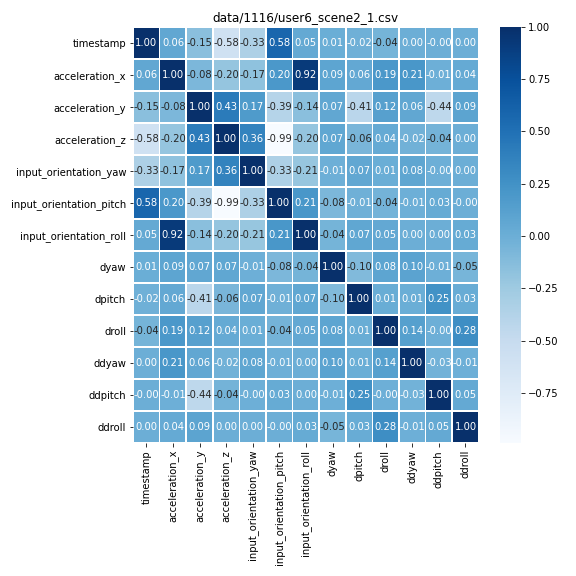 data/1116/user6_scene2_1.csv
timestamp 1.00 0.06 -0.15 -0.58 -0.33 0.58 0.05 0.01 -0.02 -0.04 0.00 -0.00 0.00
acceleration_x 0.06 1.00 -0.08 -0.20 -0.17 0.20 0.92 0.09 0.06 0.19 0.21 -0.01 0.04
acceleration_y -0.15 -0.08 1.00 0.43 0.17 -0.39 -0.14 0.07 -0.41 0.12 0.06 -0.44 0.09
acceleration_z -0.58 -0.20 0.43 1.00 0.36 -0.99 -0.20 0.07 -0.06 0.04 -0.02 -0.04 0.00
input_orientation_yaw -0.33 -0.17 0.17 0.36 1.00 -0.33 -0.21 -0.01 0.07 0.01 0.08 -0.00 0.00
input_orientation_pitch 0.58 0.20 -0.39 -0.99 -0.33 1.00 0.21 -0.08 -0.01 -0.04 -0.01 0.03 -0.00
input_orientation_roll 0.05 0.92 -0.14 -0.20 -0.21 0.21 1.00 -0.04 0.07 0.05 0.00 0.00 0.03
dyaw 0.01 0.09 0.07 0.07 -0.01 -0.08 -0.04 1.00 -0.10 0.08 0.10 -0.01 -0.05
dpitch -0.02 0.06 -0.41 -0.06 0.07 -0.01 0.07 -0.10 1.00 0.01 0.01 0.25 0.03
droll -0.04 0.19 0.12 0.04 0.01 -0.04 0.05 0.08 0.01 1.00 0.14 -0.00 0.28
ddyaw 0.00 0.21 0.06 -0.02 0.08 -0.01 0.00 0.10 0.01 0.14 1.00 -0.03 -0.01
ddpitch -0.00 -0.01 -0.44 -0.04 -0.00 0.03 0.00 -0.01 0.25 -0.00 -0.03 1.00 0.05
ddroll 0.00 0.04 0.09 0.00 0.00 -0.00 0.03 -0.05 0.03 0.28 -0.01 0.05 1.00
timestamp
acceleration_x
acceleration_y
acceleration_z
input_orientation_yaw
input_orientation_pitch
input_orientation_roll
dyaw
dpitch
droll
ddyaw
ddpitch
ddroll
1.00
0.75
0.50
0.25
0.00
−0.25
−0.50
−0.75